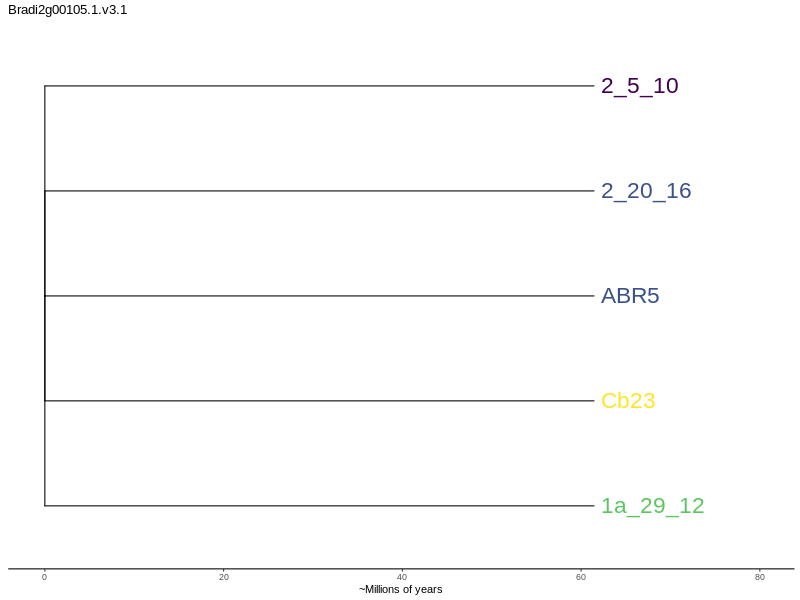 Bradi2g00105.1.v3.1
2_5_10
2_20_16
ABR5
Cb23
1a_29_12
0 20 40 60 80
~Millions of years